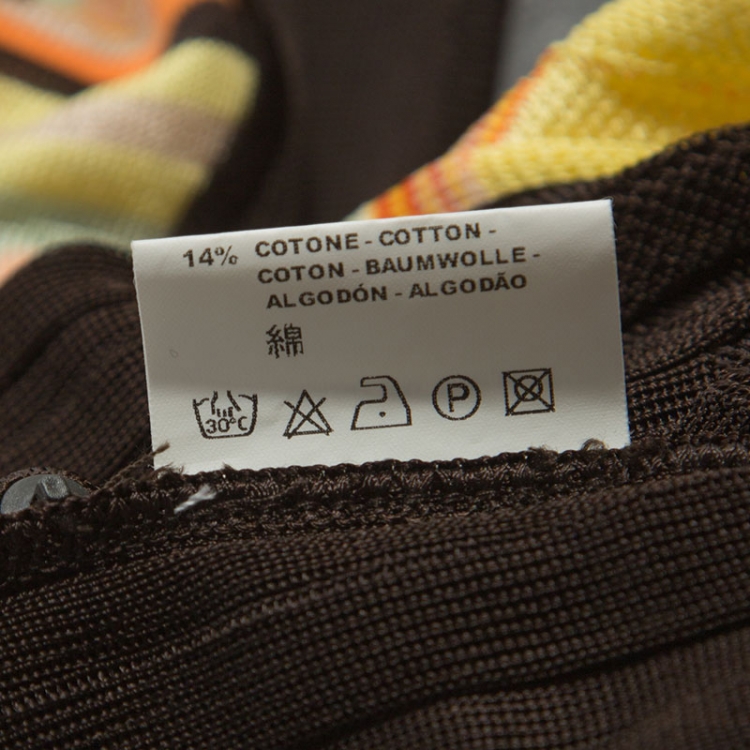 14% COTONE - COTTON -
COTON - BAUMWOLLE -
ALGODÓN - ALGODÃO
綿
30°C
P